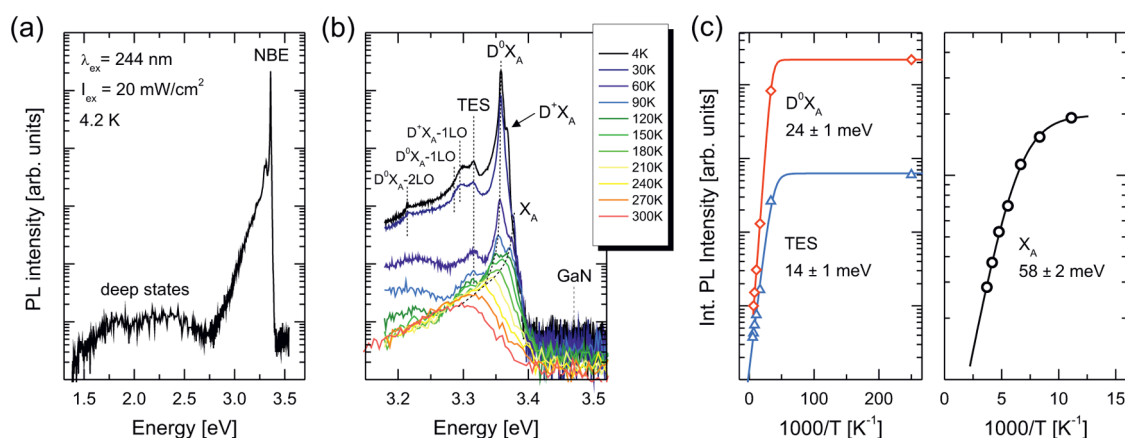 (a)
PL intensity [arb. units]
λex= 244 nm
Iex = 20 mW/cm²
4.2 K
NBE
deep states
1.5 2.0 2.5 3.0 3.5
Energy [eV]
(b)
D⁰XA
TES
D⁺XA
D⁺XA-1LO
D⁰XA-1LO
D⁰XA-2LO
XA
GaN
4K
30K
60K
90K
120K
150K
180K
210K
240K
270K
300K
3.2 3.3 3.4 3.5
Energy [eV]
(c)
Int. PL Intensity [arb. units]
D⁰XA
24 ± 1 meV
TES
14 ± 1 meV
0 100 200
1000/T [K⁻¹]
XA
58 ± 2 meV
0 5 10 15
1000/T [K⁻¹]